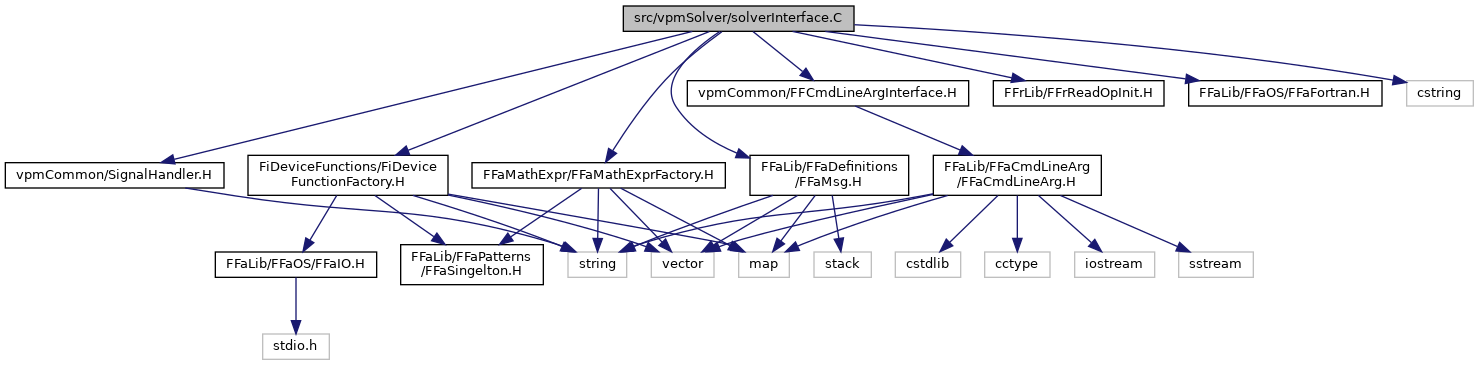 src/vpmSolver/solverInterface.C
vpmCommon/FFCmdLineArgInterface.H
FFrLib/FFrReadOpInit.H
FFaLib/FFaOS/FFaFortran.H
cstring
vpmCommon/SignalHandler.H
FiDeviceFunctions/FiDevice
FunctionFactory.H
FFaMathExpr/FFaMathExprFactory.H
FFaLib/FFaDefinitions
/FFaMsg.H
FFaLib/FFaCmdLineArg
/FFaCmdLineArg.H
FFaLib/FFaOS/FFaIO.H
FFaLib/FFaPatterns
/FFaSingelton.H
string
vector
map
stack
cstdlib
cctype
iostream
sstream
stdio.h